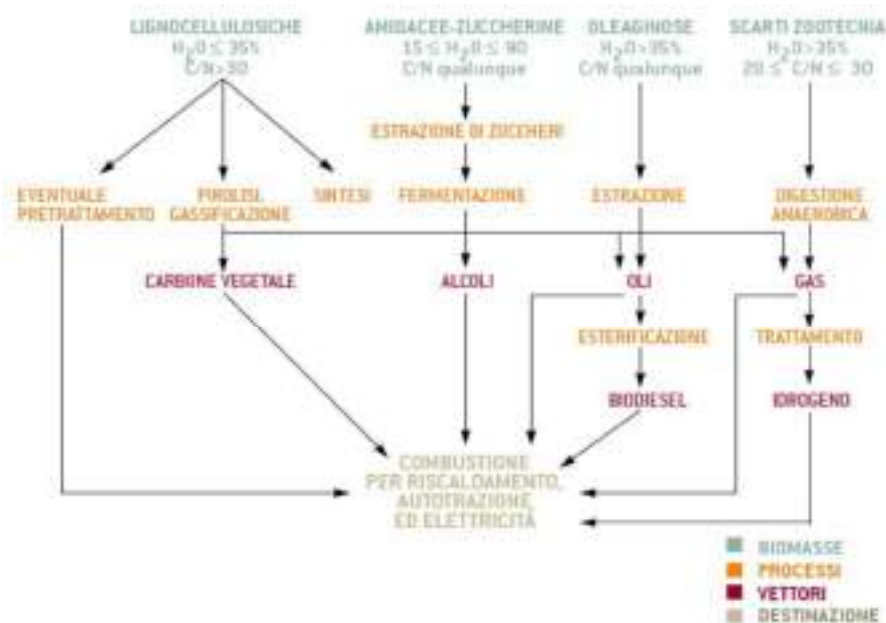 LIGNOCELLULOSICHE
H₂O ≤ 35%
C/N>30
AMIDACEE-ZUCCHERINE
15 ≤ H₂O ≤ 90
C/N qualunque
OLEAGINOSE
H₂O>35%
C/N qualunque
SCARTI ZOOTECNIA
H₂O>35%
20 ≤ C/N ≤ 30
ESTRAZIONE DI ZUCCHERI
EVENTUALE
PRETRATTAMENTO
PIROLISI,
GASSIFICAZIONE
SINTESI
FERMENTAZIONE
ESTRAZIONE
DIGESTIONE
ANAEROBICA
CARBONE VEGETALE
ALCOLI
OLI
GAS
ESTERIFICAZIONE
TRATTAMENTO
BIODIESEL
IDROGENO
COMBUSTIONE
PER RISCALDAMENTO,
AUTOTRAZIONE
ED ELETTRICITÀ
BIOMASSE
PROCESSI
VETTORI
DESTINAZIONE